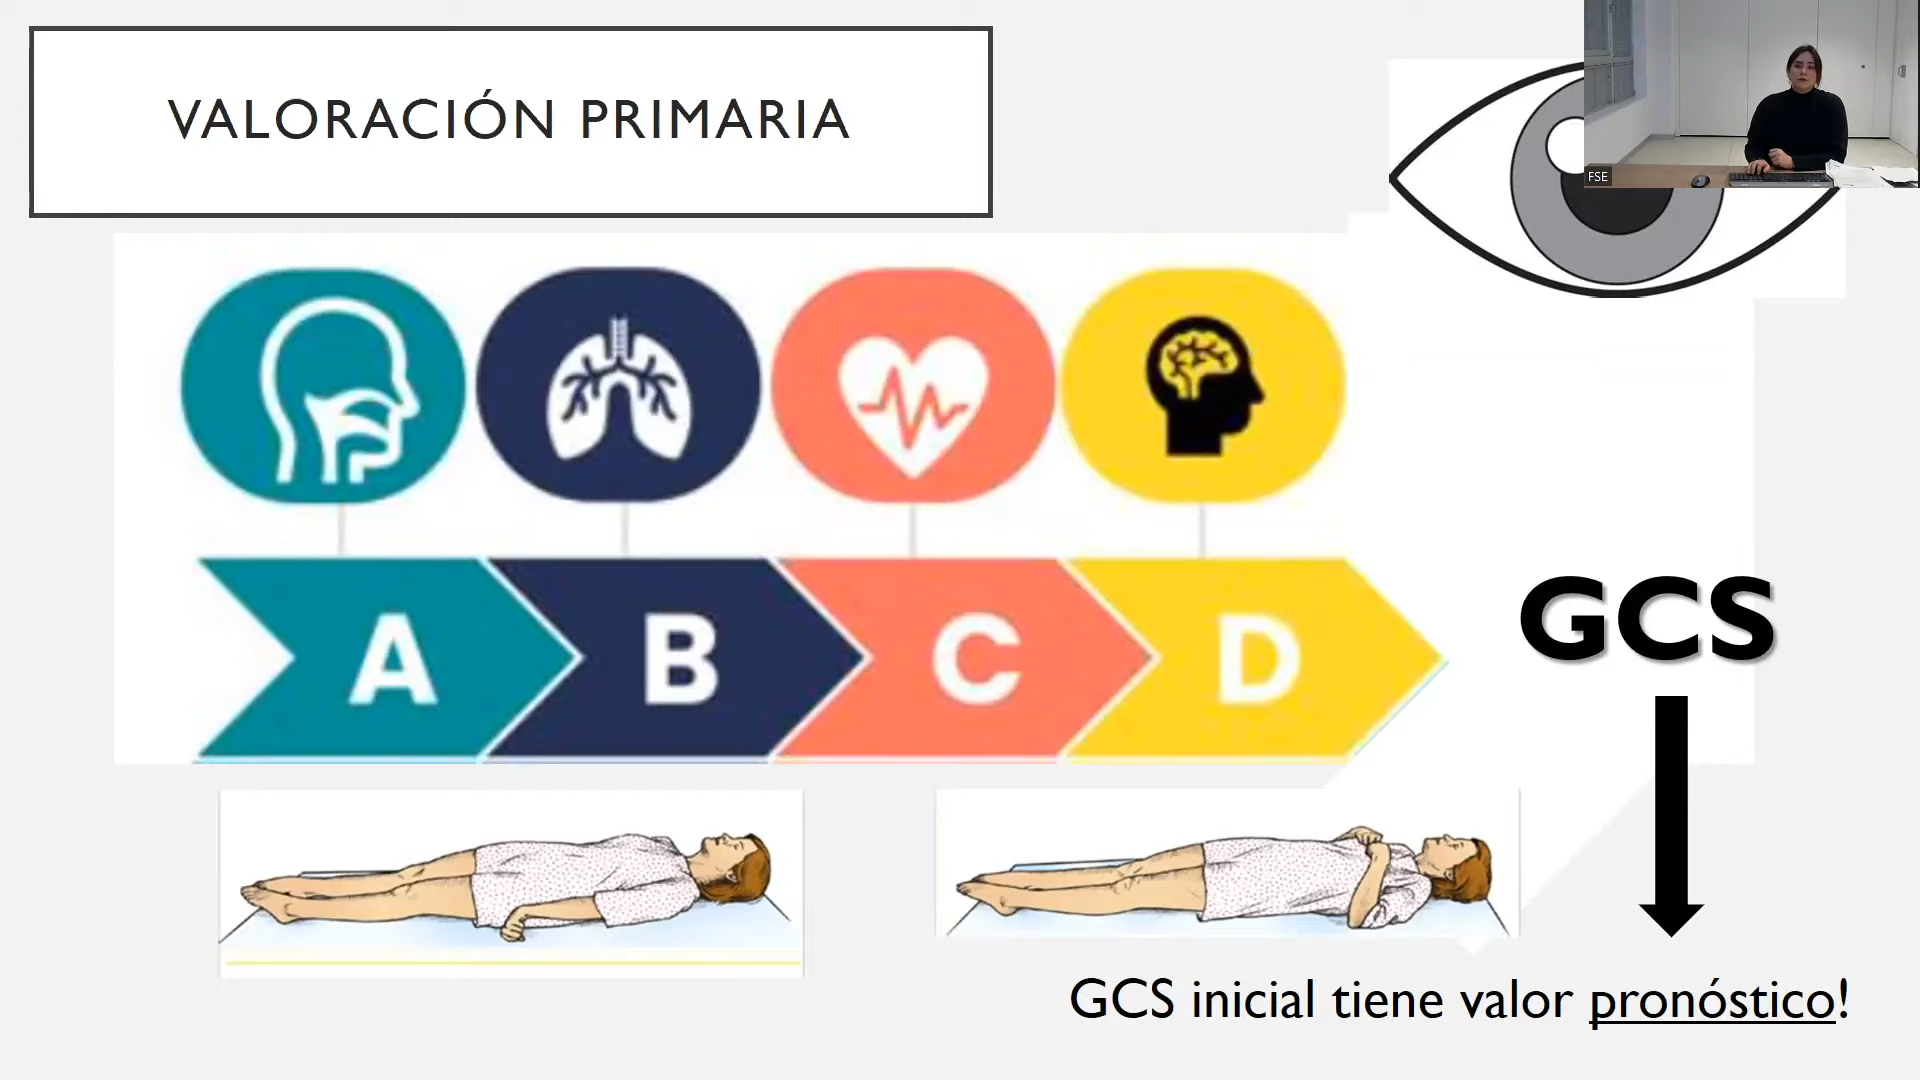 VALORACIÓN PRIMARIA
FSE
A B C D
GCS
GCS inicial tiene valor pronóstico!